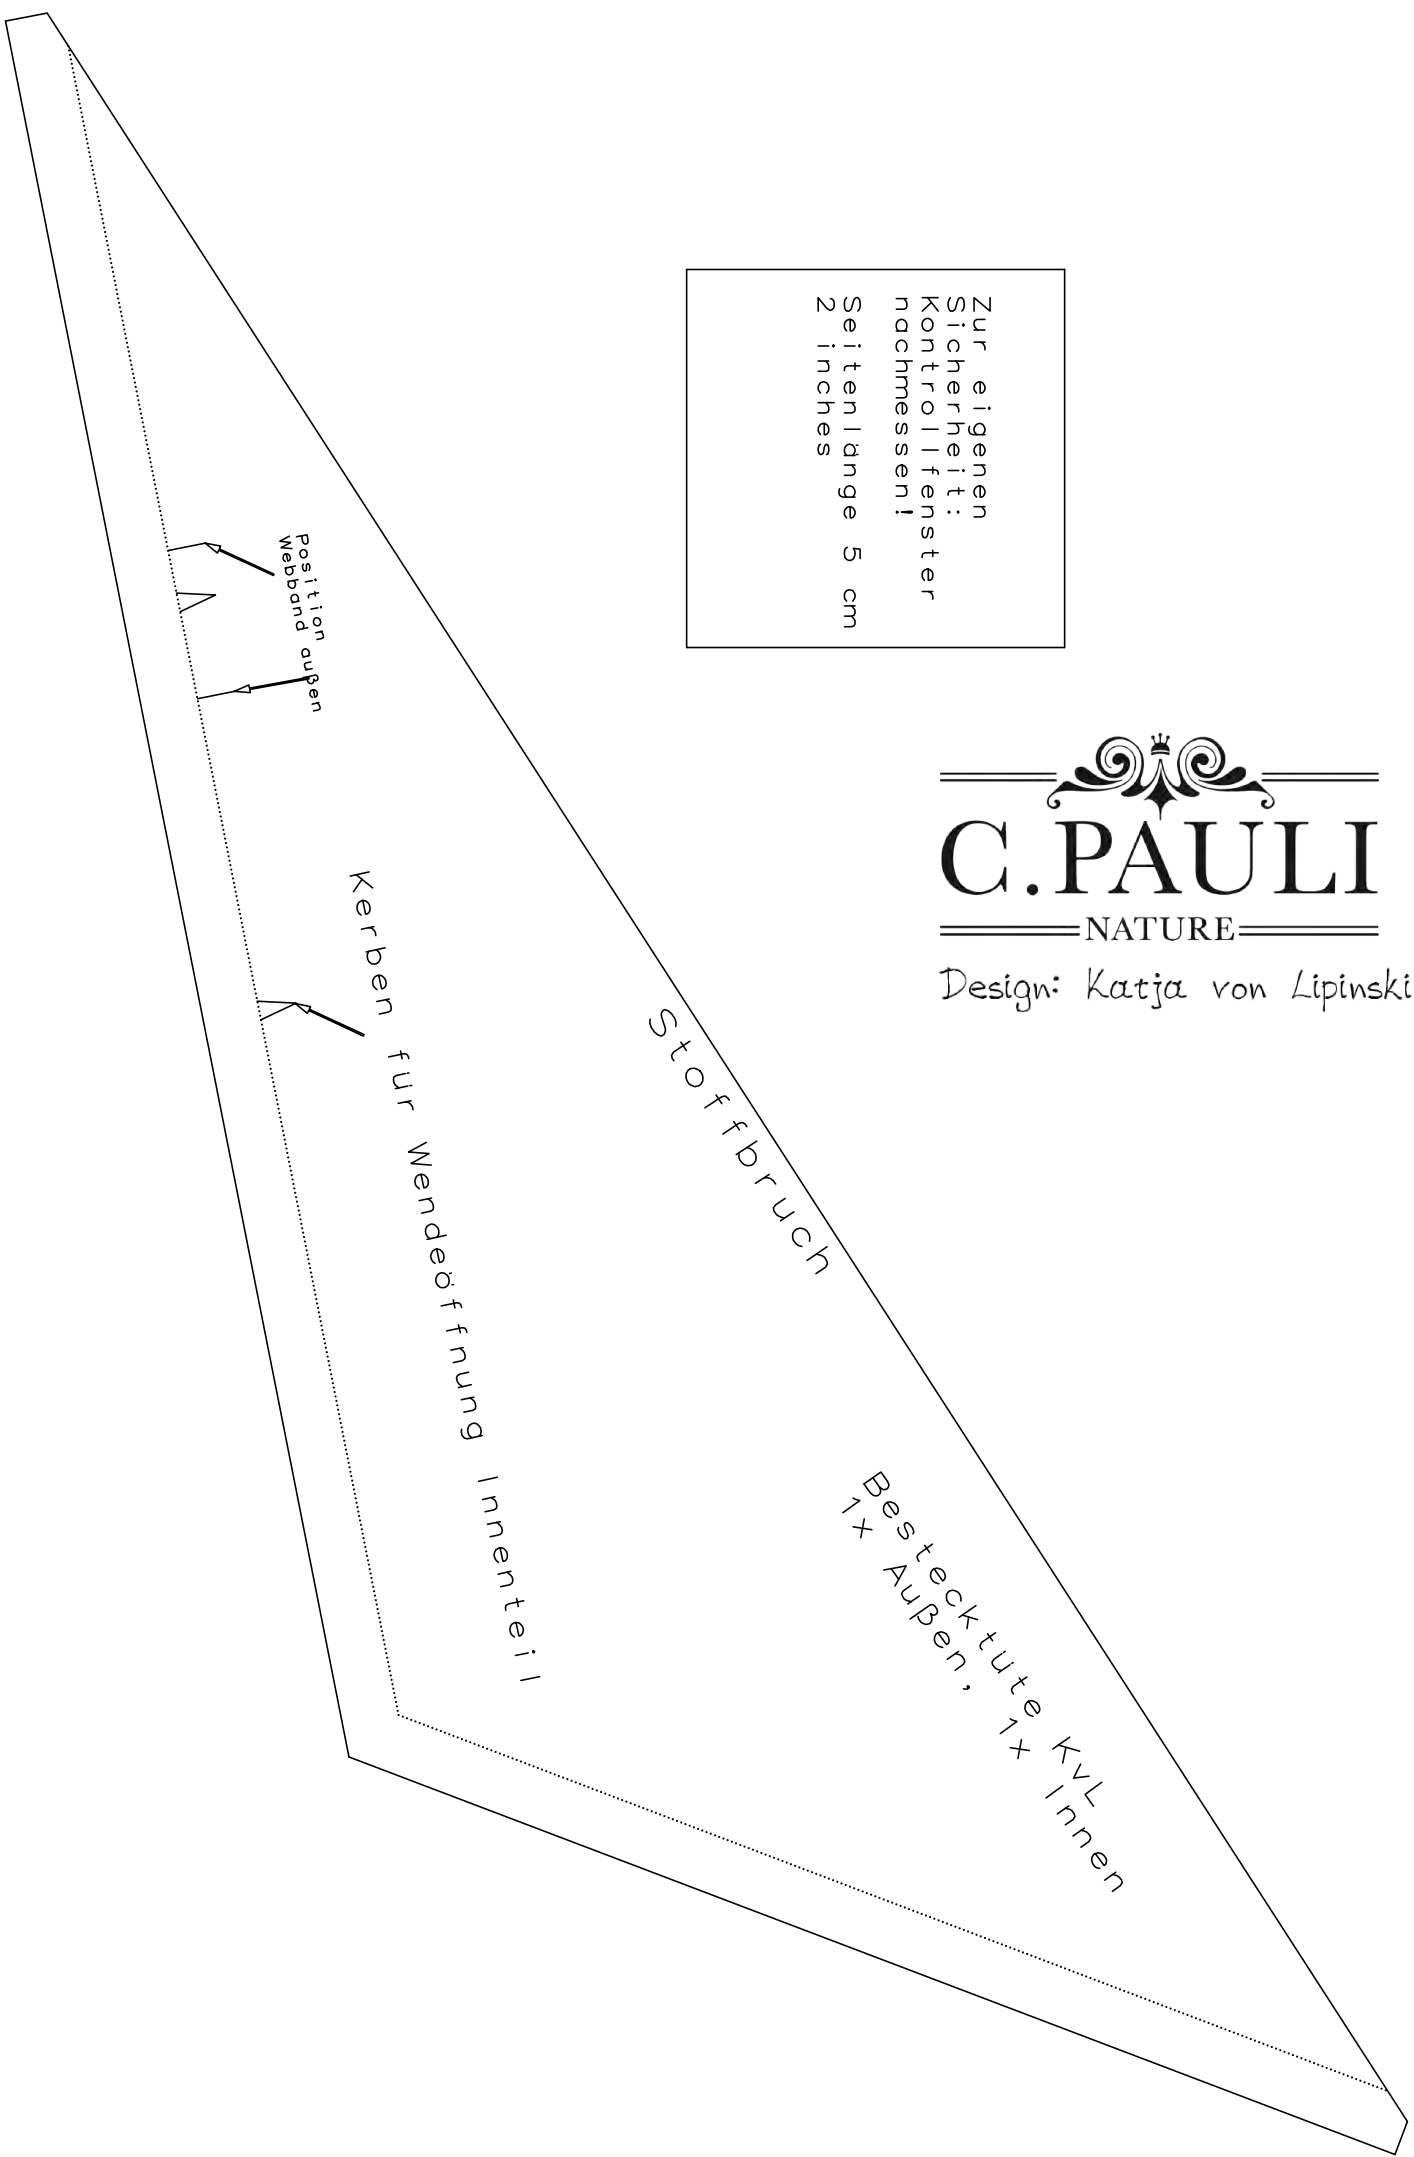 Zur eigenen
Sicherheit:
Kontrollfenster
nachmessen!
Seitenlänge 5 cm
2 inches
Position
Webband außen
C.PAULI
NATURE
Design: Katja von Lipinski
Kerben für Wendeöffnung Innenteil
Stoffbruch
Bestecktüte KvL
1x Außen, 1x Innen